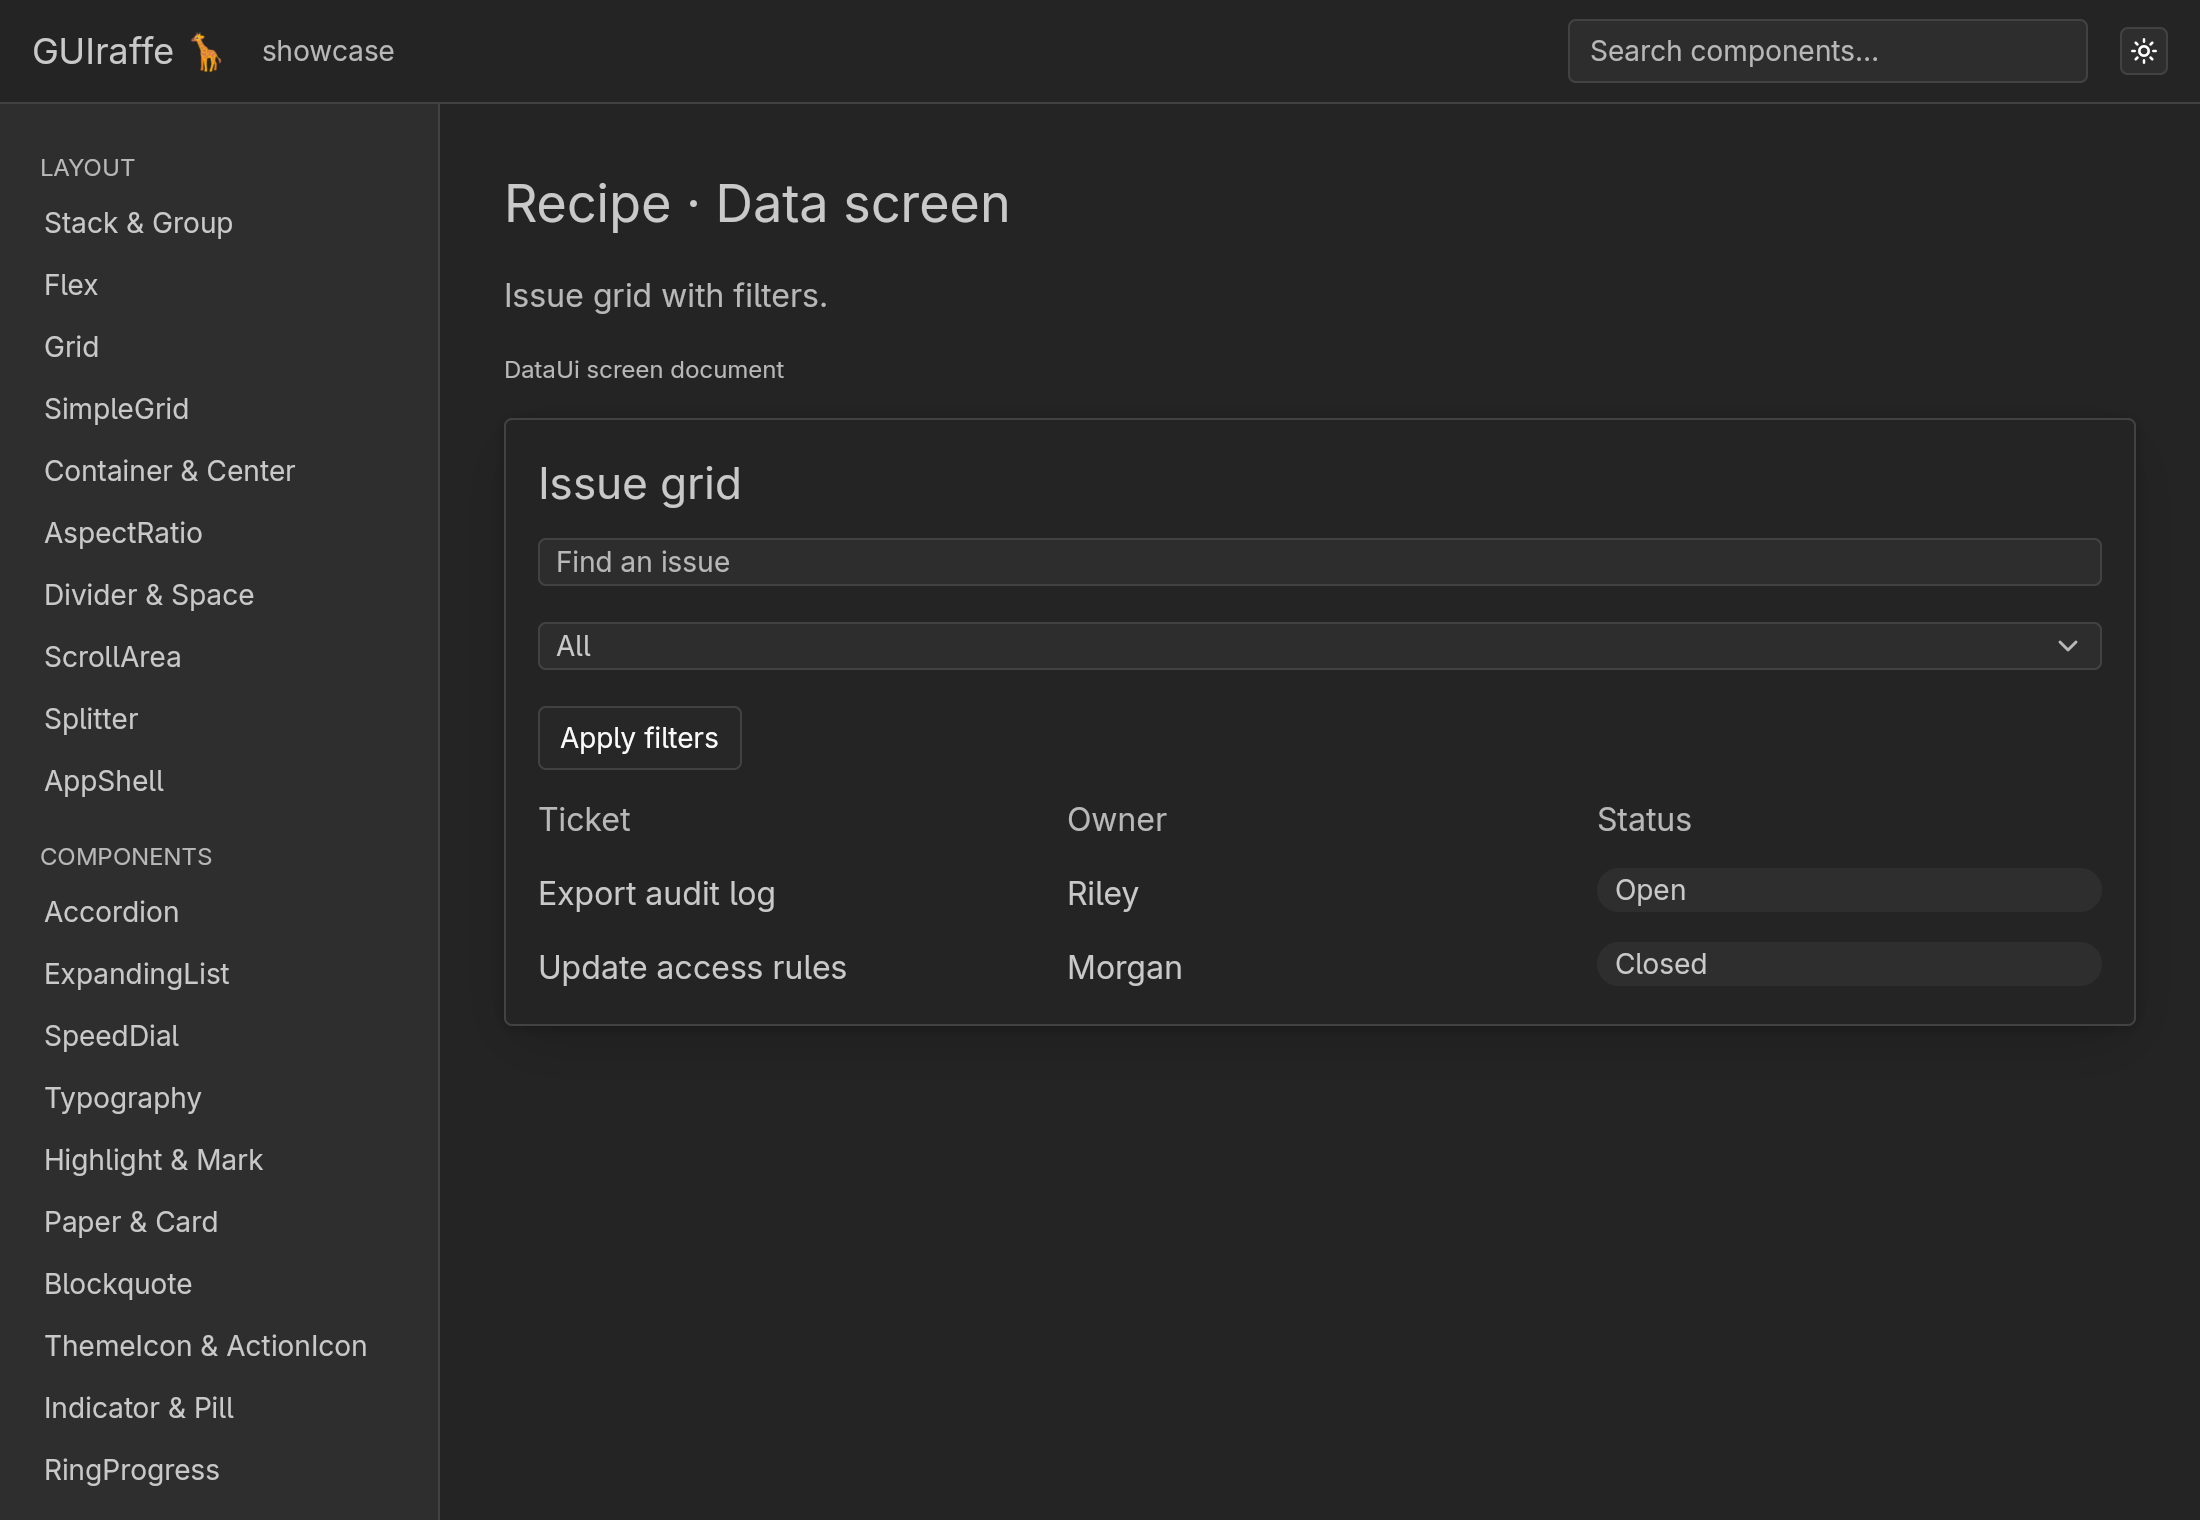 GUIraffe 🦒 showcase
Search components...
LAYOUT
Stack & Group
Flex
Grid
SimpleGrid
Container & Center
AspectRatio
Divider & Space
ScrollArea
Splitter
AppShell
COMPONENTS
Accordion
ExpandingList
SpeedDial
Typography
Highlight & Mark
Paper & Card
Blockquote
ThemeIcon & ActionIcon
Indicator & Pill
RingProgress
Recipe · Data screen
Issue grid with filters.
DataUi screen document
Issue grid
Find an issue
All
Apply filters
Ticket Owner Status
Export audit log Riley Open
Update access rules Morgan Closed